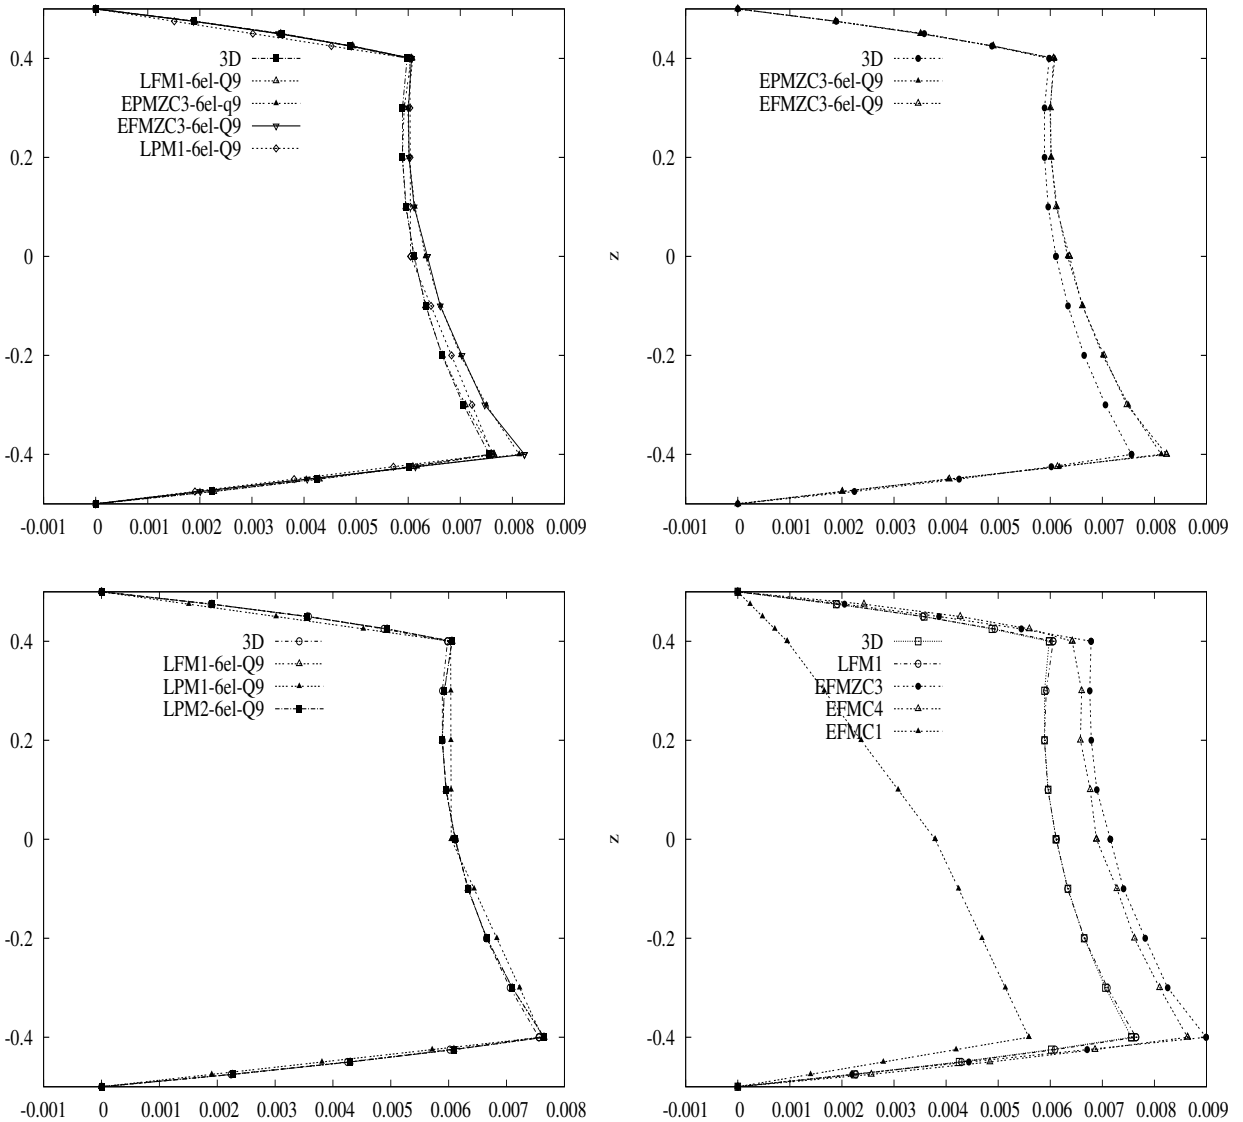 0.4
0.2
0
-0.2
-0.4
3D
LFM1-6el-Q9
EPMZC3-6el-q9
EFMZC3-6el-Q9
LPM1-6el-Q9
-0.001 0 0.001 0.002 0.003 0.004 0.005 0.006 0.007 0.008 0.009
z
0.4
0.2
0
-0.2
-0.4
3D
EPMZC3-6el-Q9
EFMZC3-6el-Q9
-0.001 0 0.001 0.002 0.003 0.004 0.005 0.006 0.007 0.008 0.009
0.4
0.2
0
-0.2
-0.4
3D
LFM1-6el-Q9
LPM1-6el-Q9
LPM2-6el-Q9
-0.001 0 0.001 0.002 0.003 0.004 0.005 0.006 0.007 0.008
z
0.4
0.2
0
-0.2
-0.4
3D
LFM1
EFMZC3
EFMC4
EFMC1
-0.001 0 0.001 0.002 0.003 0.004 0.005 0.006 0.007 0.008 0.009